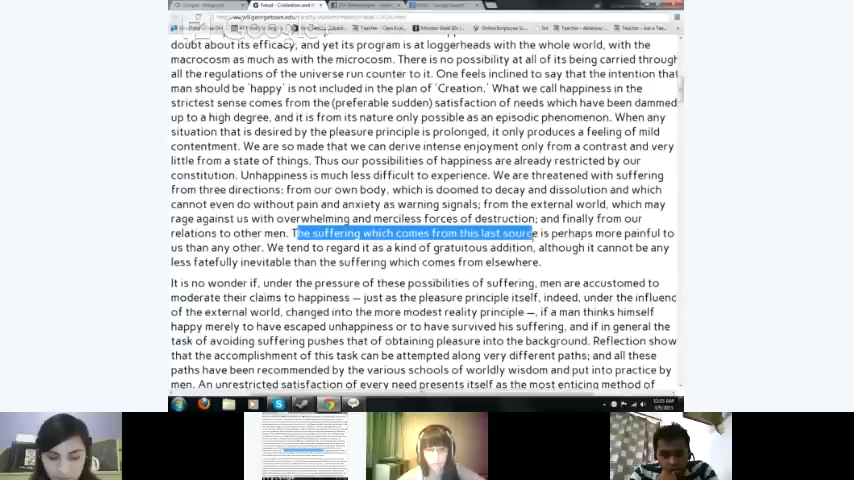 Freud - Civilization and
doubt about its efficacy, and yet its program is at loggerheads with the whole world, with the
macrocosm as much as with the microcosm. There is no possibility at all of its being carried through
all the regulations of the universe run counter to it. One feels inclined to say that the intention that
man should be 'happy' is not included in the plan of 'Creation.' What we call happiness in the
strictest sense comes from the (preferable sudden) satisfaction of needs which have been dammed
up to a high degree, and it is from its nature only possible as an episodic phenomenon. When any
situation that is desired by the pleasure principle is prolonged, it only produces a feeling of mild
contentment. We are so made that we can derive intense enjoyment only from a contrast and very
little from a state of things. Thus our possibilities of happiness are already restricted by our
constitution. Unhappiness is much less difficult to experience. We are threatened with suffering
from three directions: from our own body, which is doomed to decay and dissolution and which
cannot even do without pain and anxiety as warning signals; from the external world, which may
rage against us with overwhelming and merciless forces of destruction; and finally from our
relations to other men. The suffering which comes from this last source is perhaps more painful to
us than any other. We tend to regard it as a kind of gratuitous addition, although it cannot be any
less fatefully inevitable than the suffering which comes from elsewhere.
It is no wonder if, under the pressure of these possibilities of suffering, men are accustomed to
moderate their claims to happiness — just as the pleasure principle itself, indeed, under the influenc
of the external world, changed into the more modest reality principle —, if a man thinks himself
happy merely to have escaped unhappiness or to have survived his suffering, and if in general the
task of avoiding suffering pushes that of obtaining pleasure into the background. Reflection show
that the accomplishment of this task can be attempted along very different paths; and all these
paths have been recommended by the various schools of worldly wisdom and put into practice by
men. An unrestricted satisfaction of every need presents itself as the most enticing method of